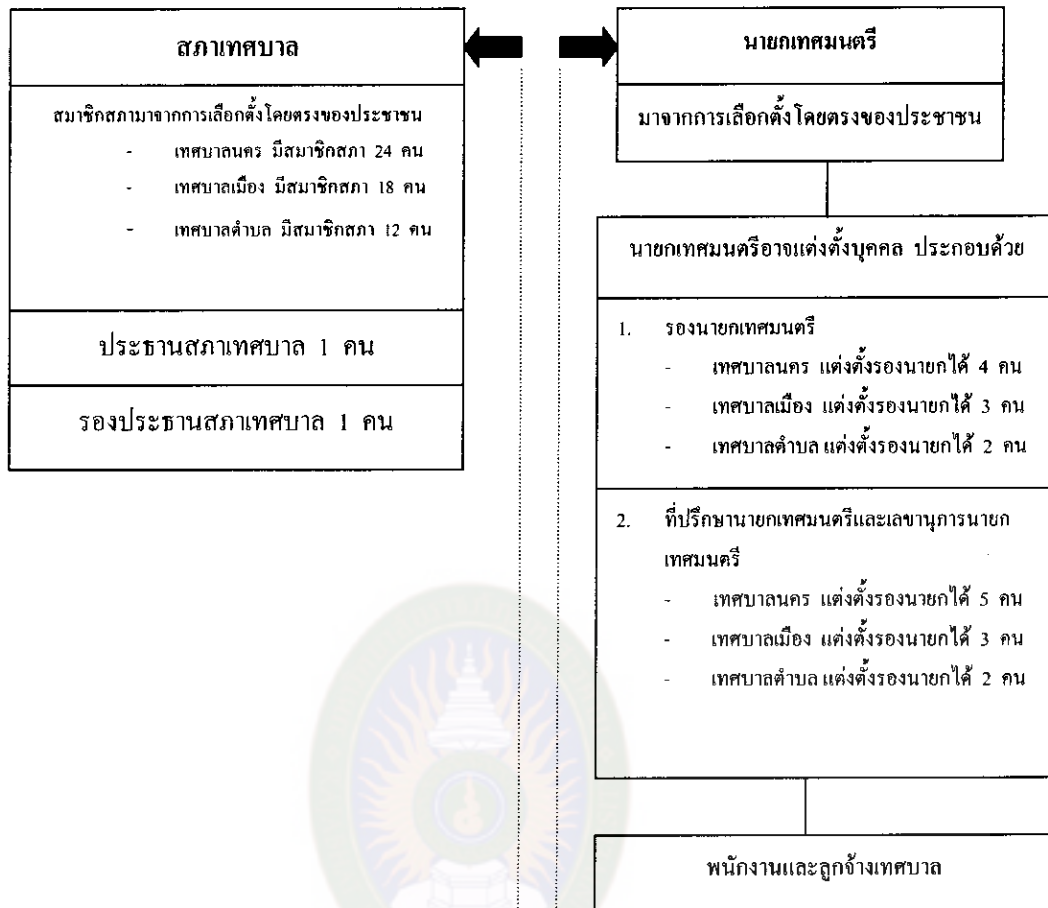 สภาเทศบาล
สมาชิกสภามาจากการเลือกตั้งโดยตรงของประชาชน
- เทศบาลนคร มีสมาชิกสภา 24 คน
- เทศบาลเมือง มีสมาชิกสภา 18 คน
- เทศบาลตำบล มีสมาชิกสภา 12 คน
ประธานสภาเทศบาล 1 คน
รองประธานสภาเทศบาล 1 คน
นายกเทศมนตรี
มาจากการเลือกตั้งโดยตรงของประชาชน
นายกเทศมนตรีอาจแต่งตั้งบุคคล ประกอบด้วย
1. รองนายกเทศมนตรี
- เทศบาลนคร แต่งตั้งรองนายกได้ 4 คน
- เทศบาลเมือง แต่งตั้งรองนายกได้ 3 คน
- เทศบาลตำบล แต่งตั้งรองนายกได้ 2 คน
2. ที่ปรึกษานายกเทศมนตรีและเลขานุการนายก
เทศมนตรี
- เทศบาลนคร แต่งตั้งรองนายกได้ 5 คน
- เทศบาลเมือง แต่งตั้งรองนายกได้ 3 คน
- เทศบาลตำบล แต่งตั้งรองนายกได้ 2 คน
พนักงานและลูกจ้างเทศบาล